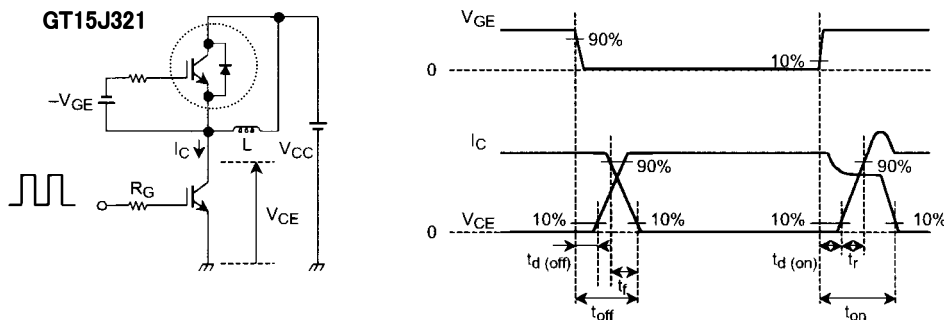 GT15J321
−VGE
IC
L
VCC
RG
VCE
VGE
90%
10%
0
IC
90%
VCE
10%
10%
10%
10%
0
td (off)
tf
toff
td (on)
tr
ton